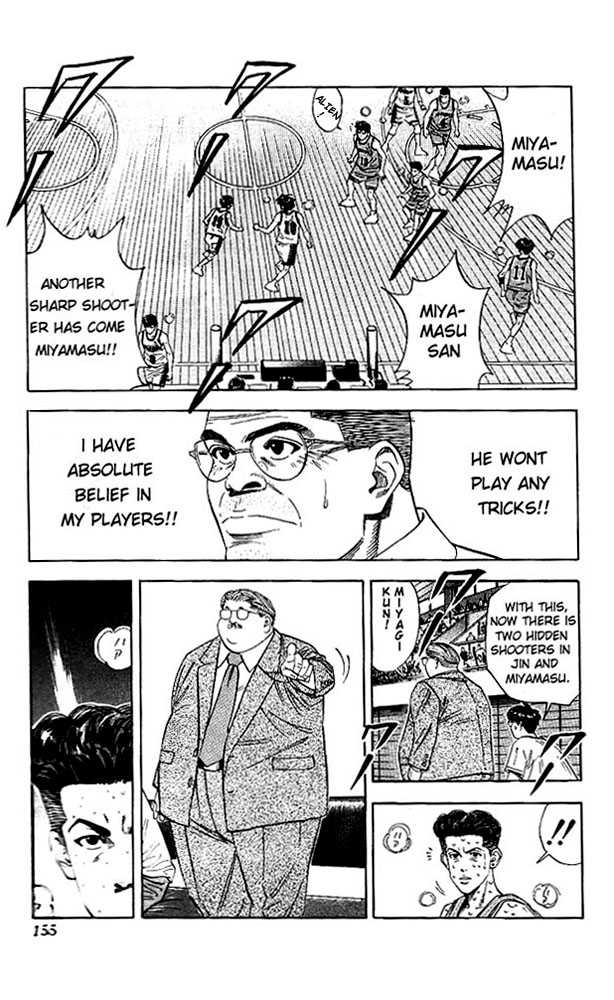 MIYA-
MASU!
ALIEN
!
MIYA-
MASU
SAN
ANOTHER
SHARP SHOOT-
ER HAS COME
MIYAMASU!!
HE WONT
PLAY ANY
TRICKS!!
I HAVE
ABSOLUTE
BELIEF IN
MY PLAYERS!!
WITH THIS,
NOW THERE IS
TWO HIDDEN
SHOOTERS IN
JIN AND
MIYAMASU.
MIYAGI
KUN!
!!
155